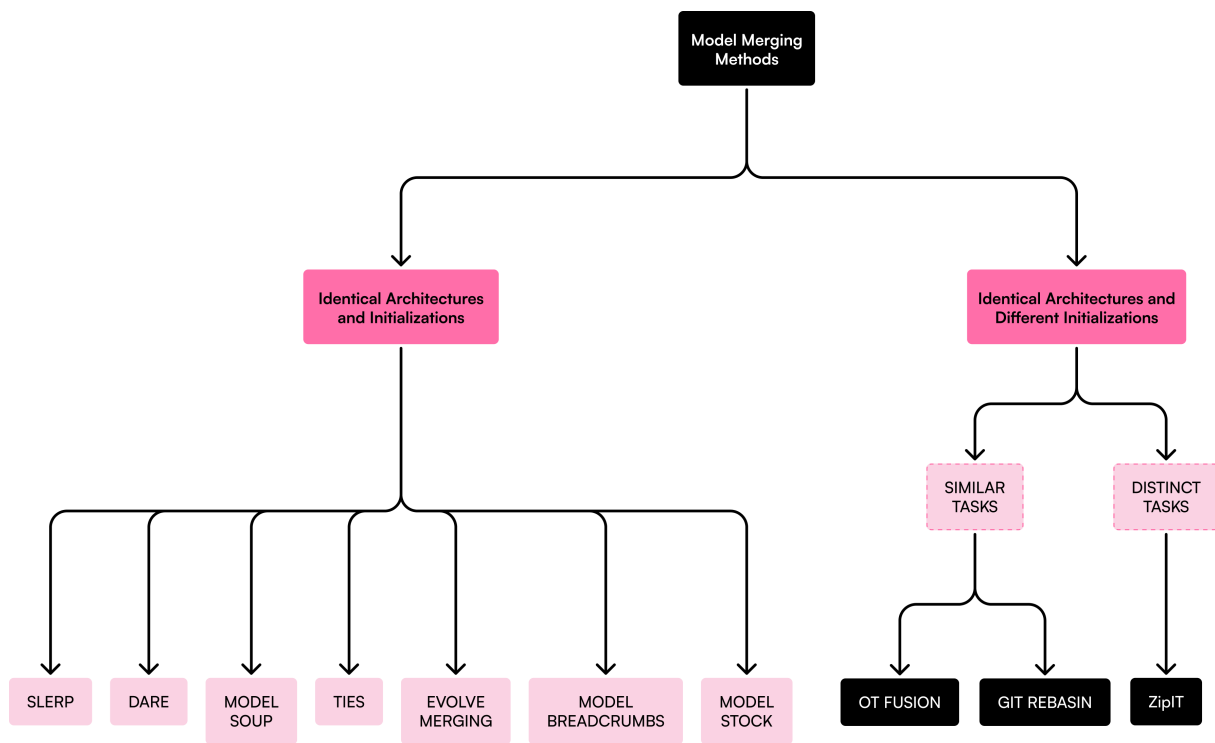 Model Merging
Methods
Identical Architectures
and Initializations
Identical Architectures and
Different Initializations
SIMILAR
TASKS
DISTINCT
TASKS
SLERP
DARE
MODEL
SOUP
TIES
EVOLVE
MERGING
MODEL
BREADCRUMBS
MODEL
STOCK
OT FUSION
GIT REBASIN
ZipIT